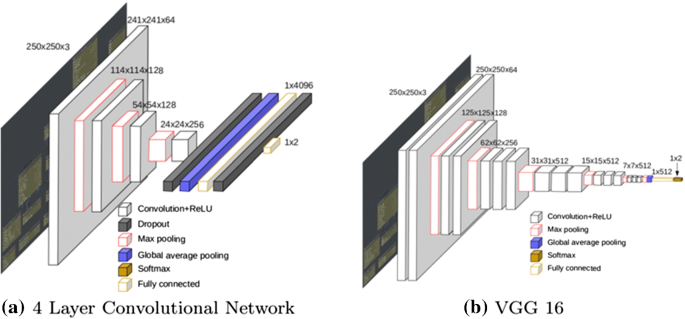 241x241x64
250x250x3
114x114x128
54x54x128
24x24x256
1x4096
1x2
Convolution+ReLU
Dropout
Max pooling
Global average pooling
Softmax
Fully connected
(a) 4 Layer Convolutional Network
250x250x64
250x250x3
125x125x128
62x62x256
31x31x512
15x15x512
7x7x512
1x512
1x2
Convolution+ReLU
Max pooling
Global average pooling
Softmax
Fully connected
(b) VGG 16